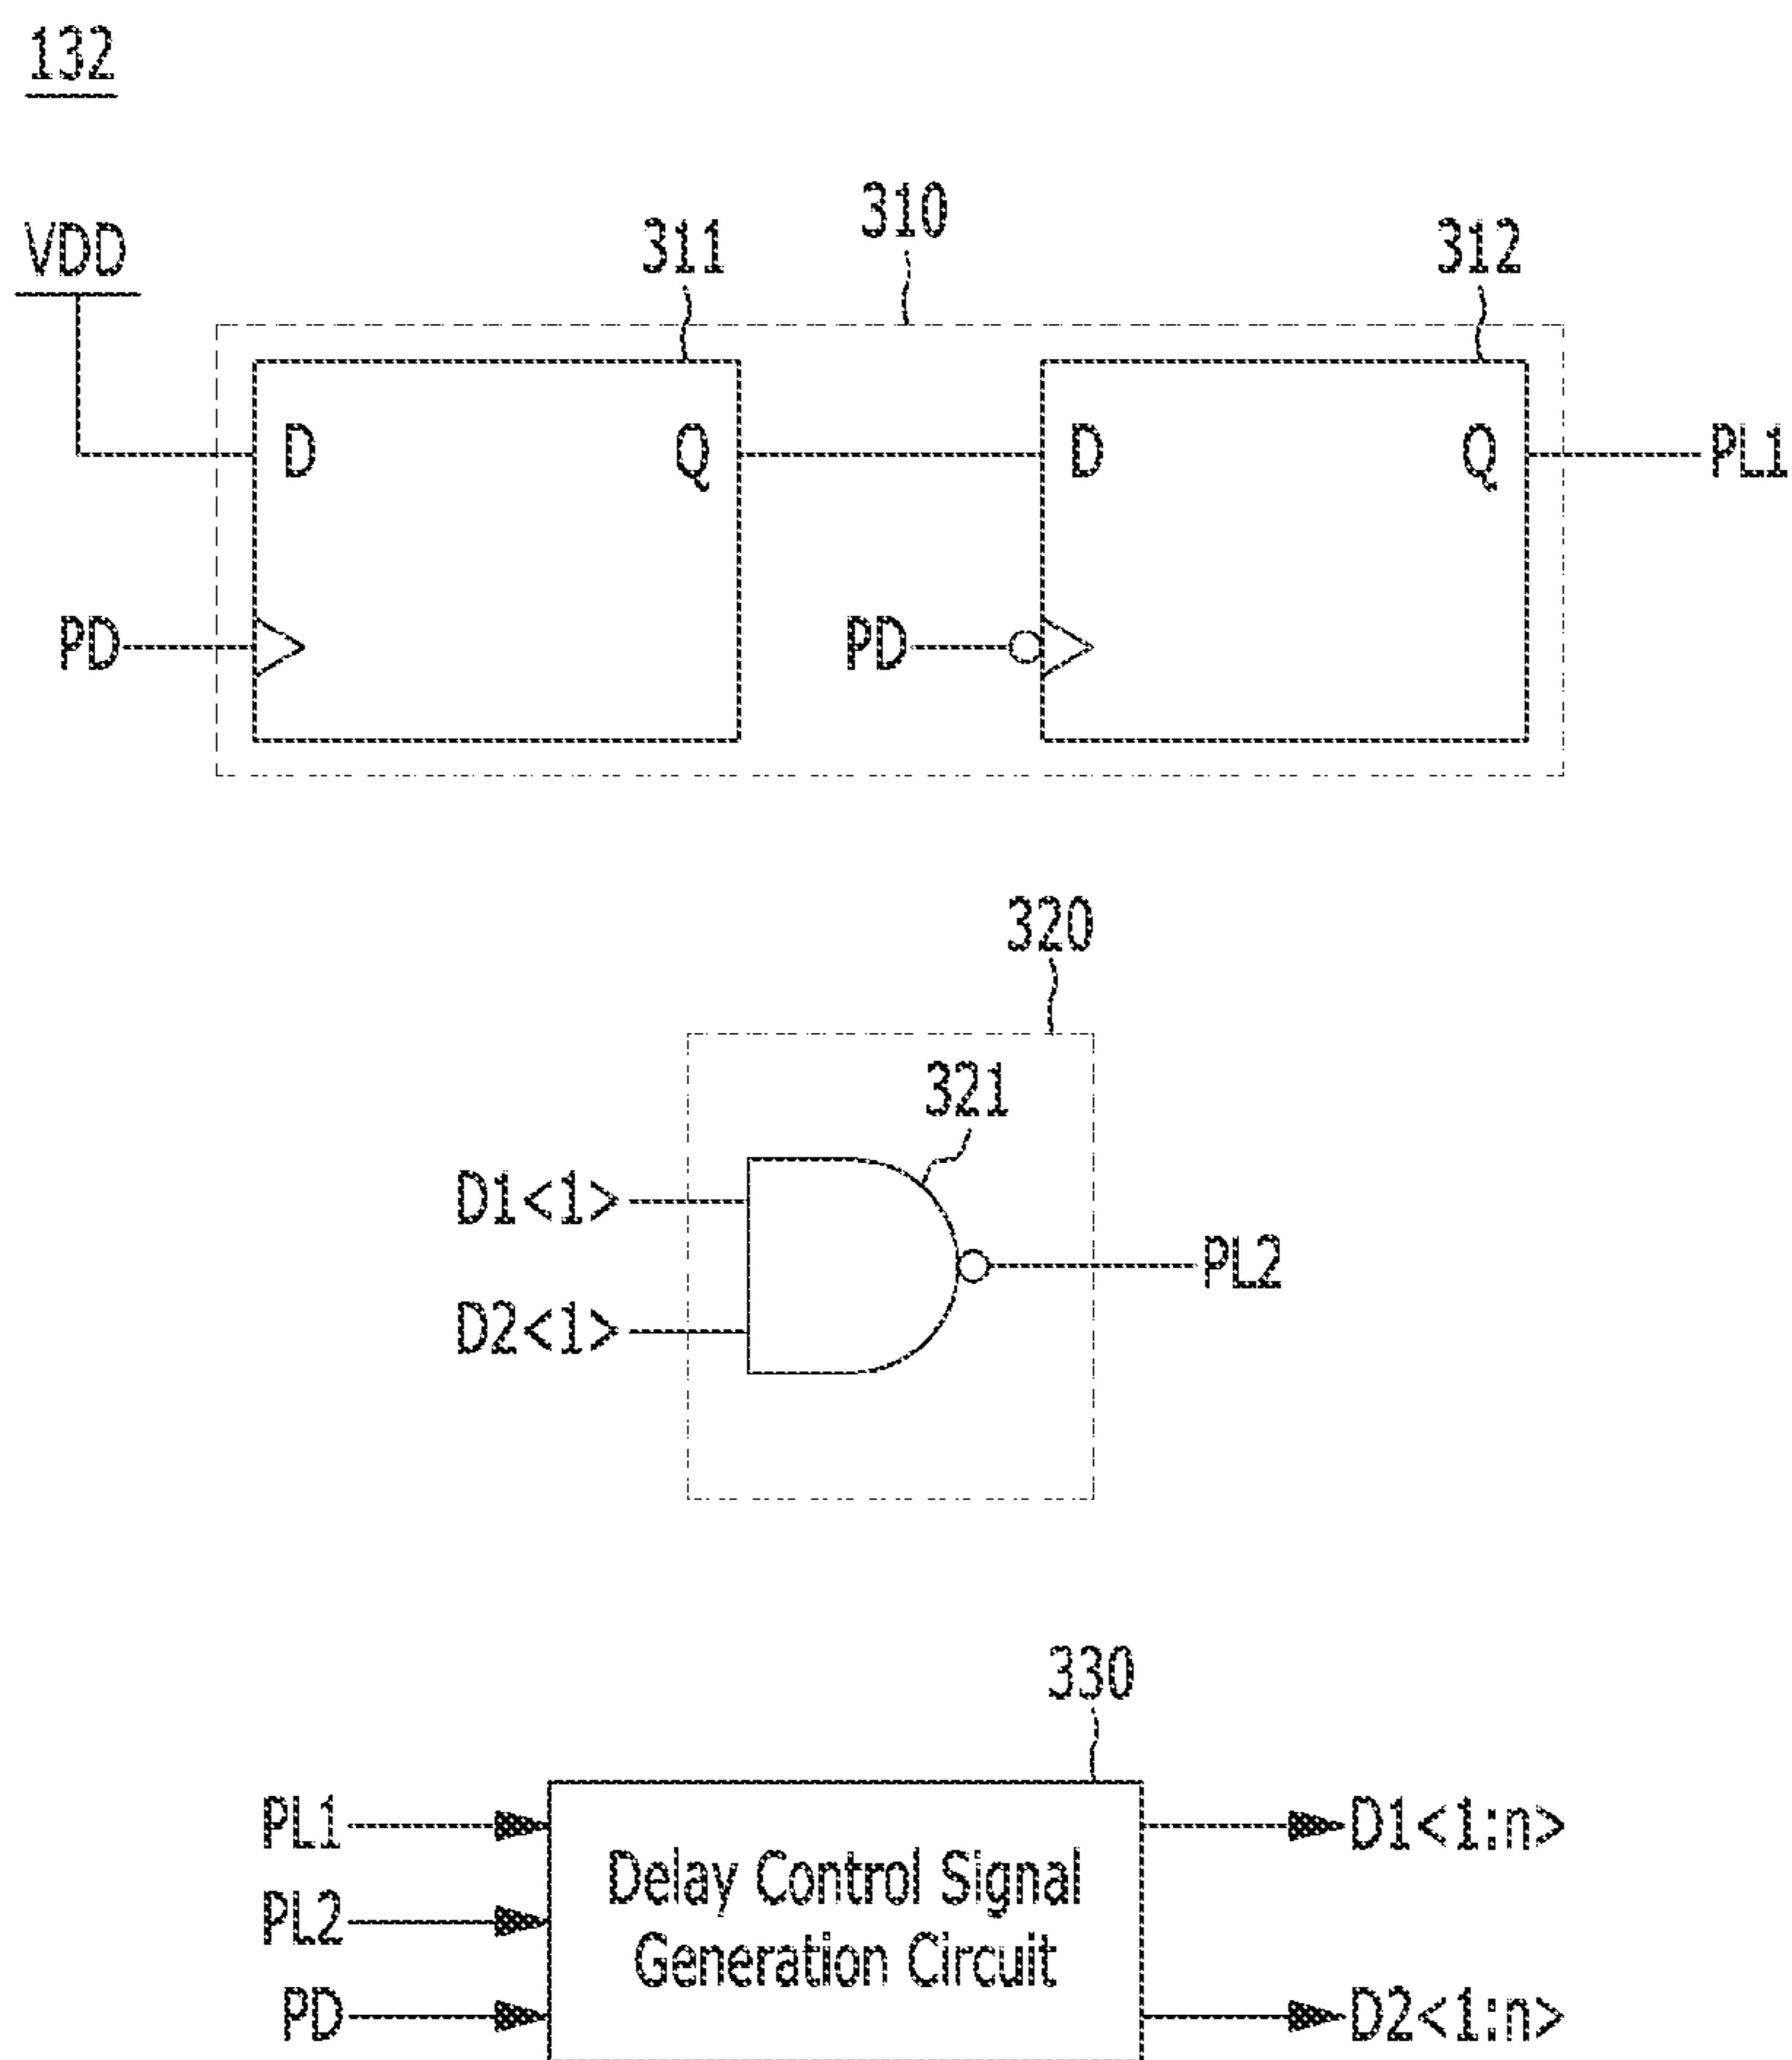 132
310
VDD
311
312
D
Q
D
Q
PL1
PD
PD
320
321
D1<1>
D2<1>
PL2
330
PL1
PL2
PD
Delay Control Signal
Generation Circuit
D1<1:n>
D2<1:n>